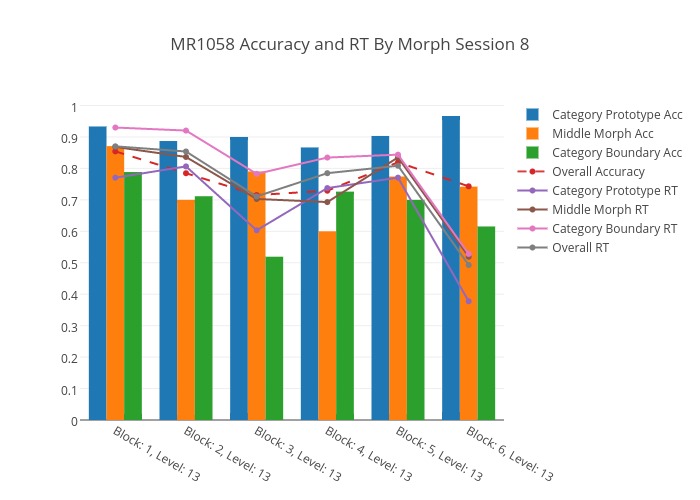 MR1058 Accuracy and RT By Morph Session 8
1
0.9
0.8
0.7
0.6
0.5
0.4
0.3
0.2
0.1
0
Block: 1, Level: 13
Block: 2, Level: 13
Block: 3, Level: 13
Block: 4, Level: 13
Block: 5, Level: 13
Block: 6, Level: 13
Category Prototype Acc
Middle Morph Acc
Category Boundary Acc
Overall Accuracy
Category Prototype RT
Middle Morph RT
Category Boundary RT
Overall RT